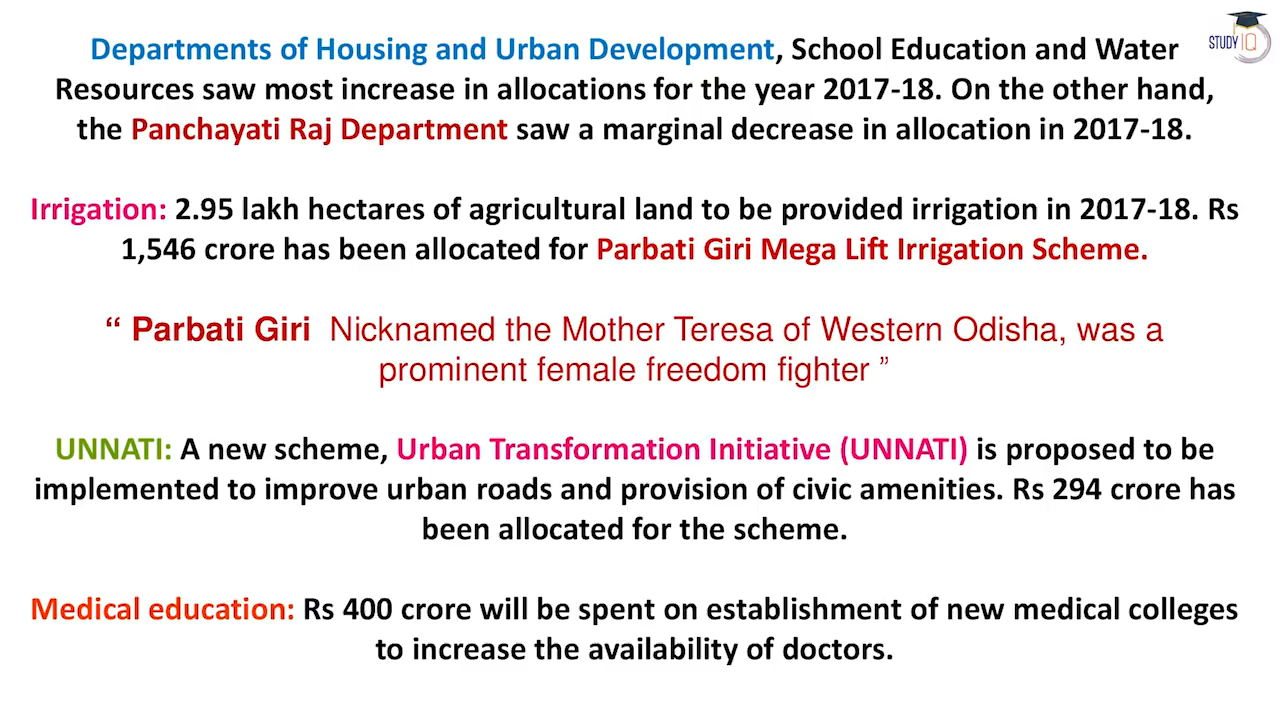 STUDY IQ
Departments of Housing and Urban Development, School Education and Water
Resources saw most increase in allocations for the year 2017-18. On the other hand,
the Panchayati Raj Department saw a marginal decrease in allocation in 2017-18.
Irrigation: 2.95 lakh hectares of agricultural land to be provided irrigation in 2017-18. Rs
1,546 crore has been allocated for Parbati Giri Mega Lift Irrigation Scheme.
“ Parbati Giri Nicknamed the Mother Teresa of Western Odisha, was a
prominent female freedom fighter ”
UNNATI: A new scheme, Urban Transformation Initiative (UNNATI) is proposed to be
implemented to improve urban roads and provision of civic amenities. Rs 294 crore has
been allocated for the scheme.
Medical education: Rs 400 crore will be spent on establishment of new medical colleges
to increase the availability of doctors.